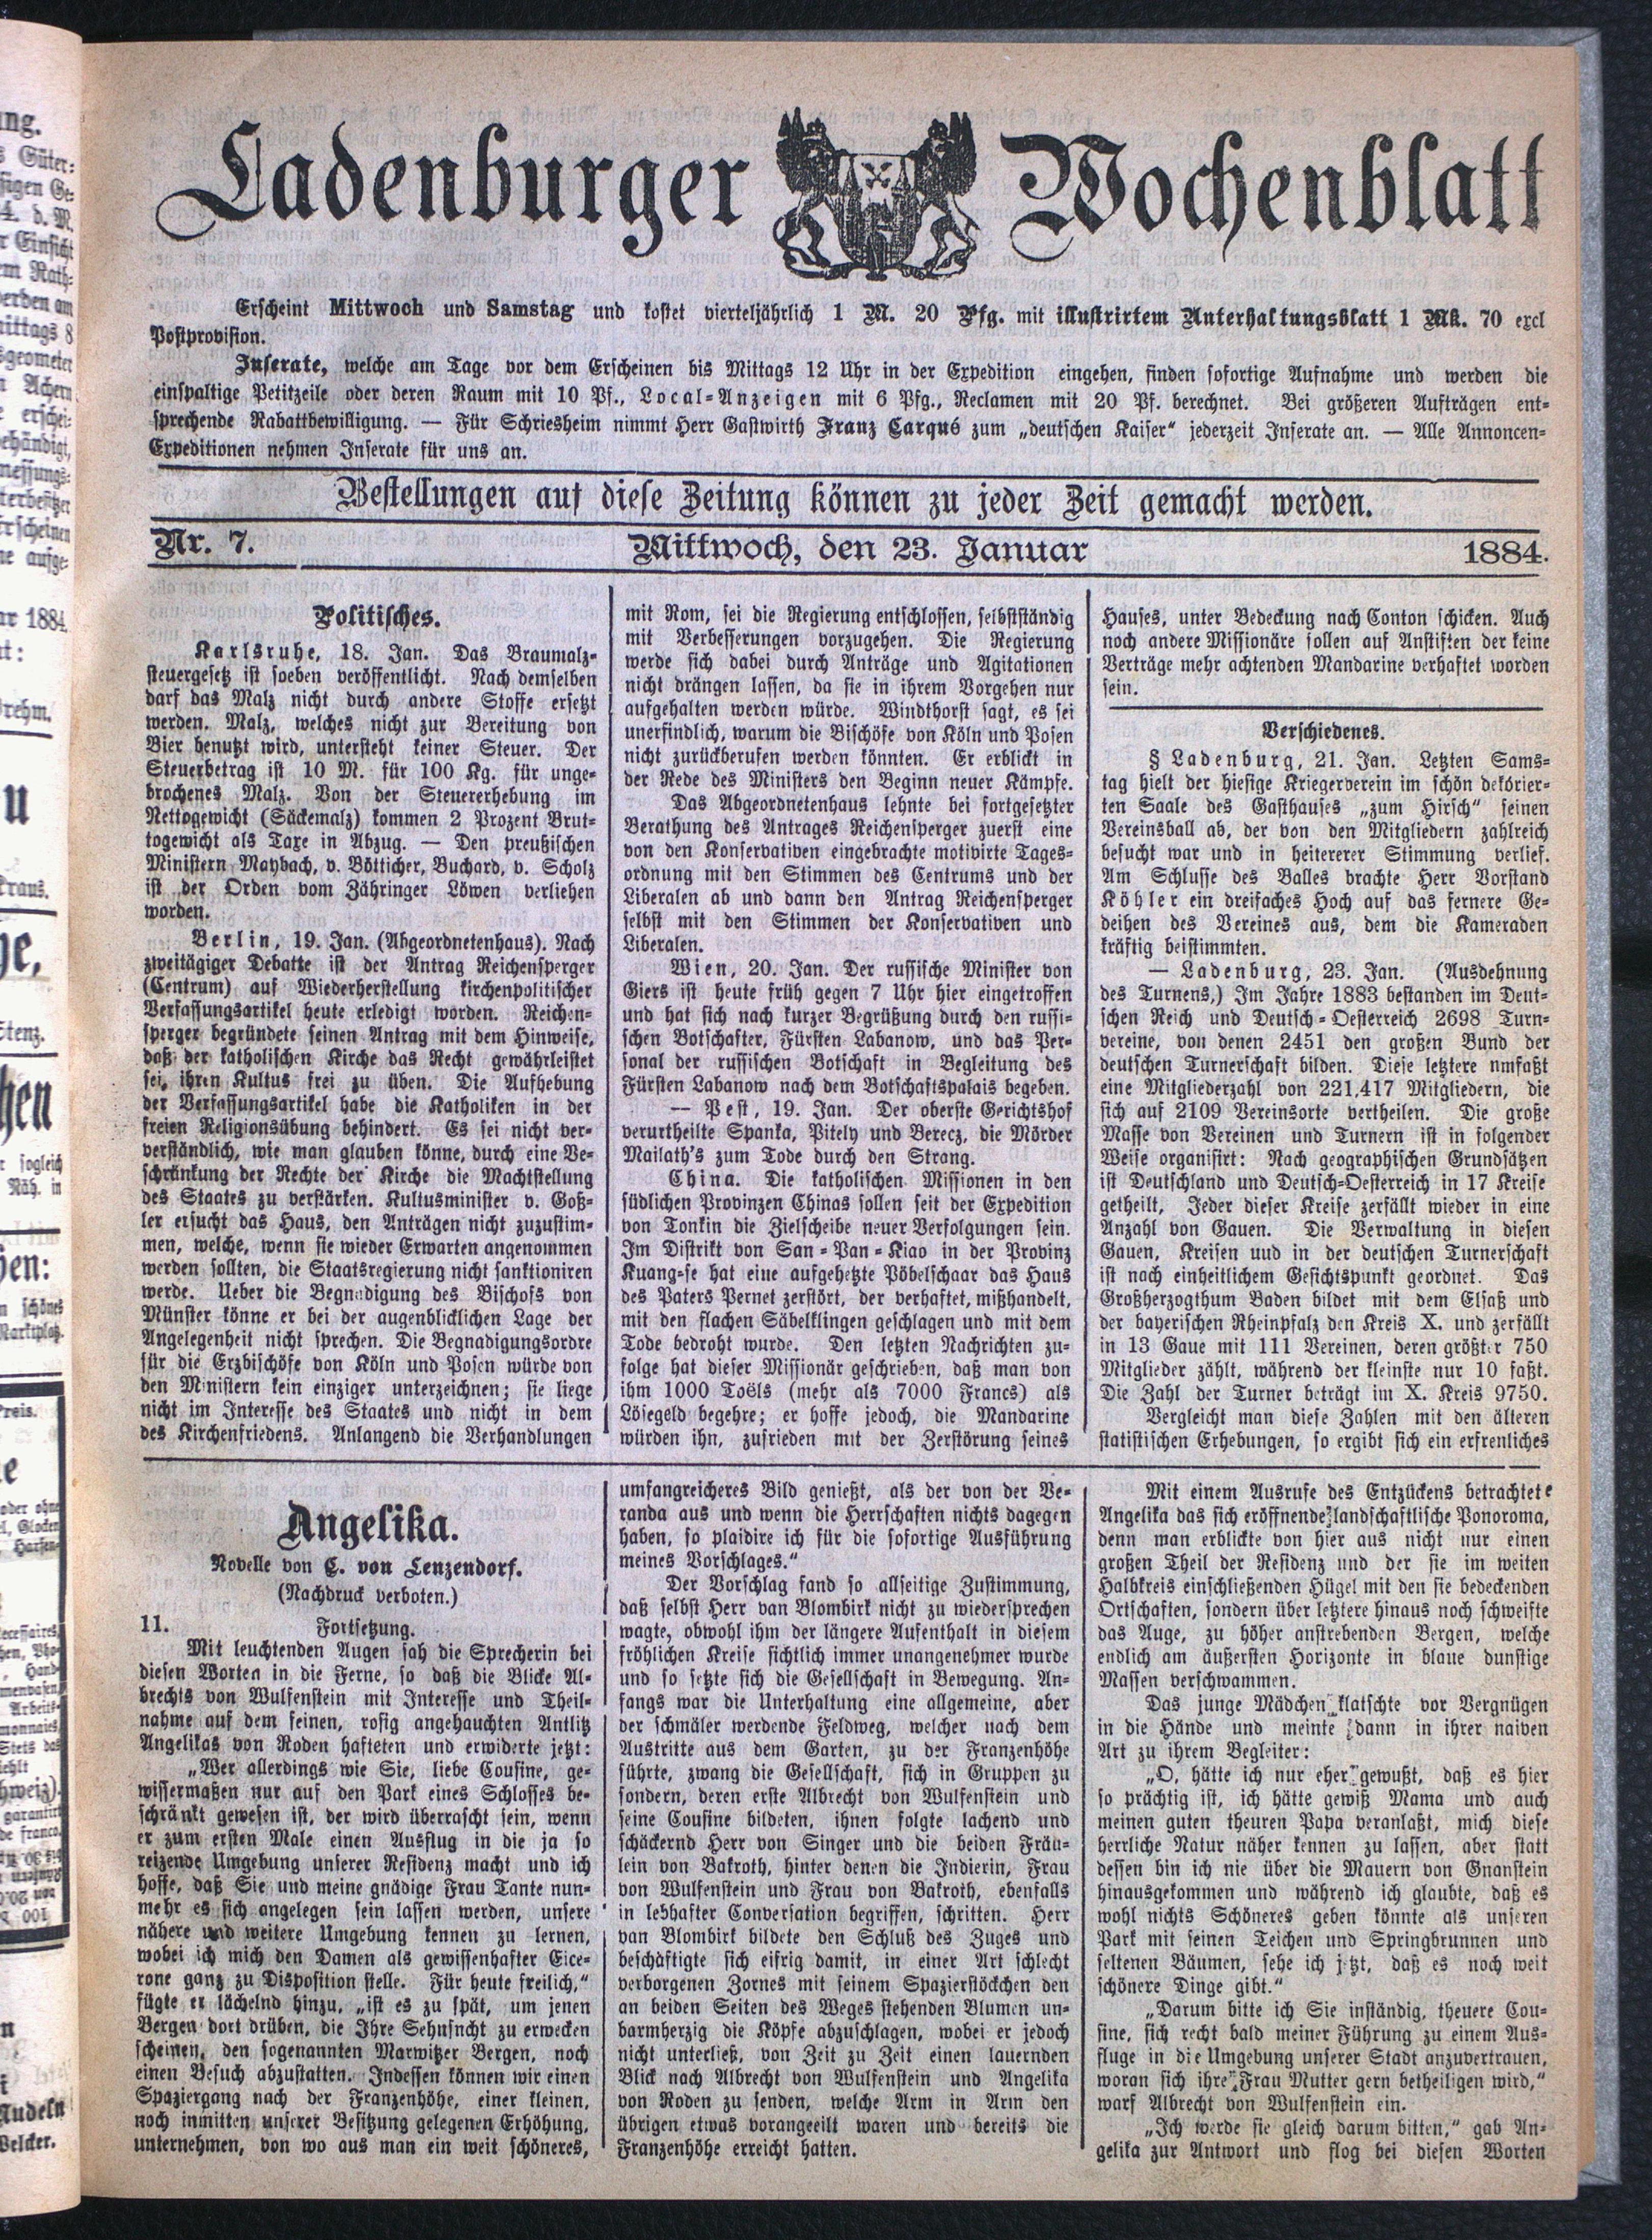 Ladenburger Wochenblatt
Erscheint Mittwoch und Samstag und kostet vierteljährlich 1 M. 20 Pfg. mit illustrirtem Unterhaltungsblatt 1 Mk. 70 excl
Postprovision.
Inserate, welche am Tage vor dem Erscheinen bis Mittags 12 Uhr in der Expedition eingehen, finden sofortige Aufnahme und werden die
einspaltige Petitzeile oder deren Raum mit 10 Pf., Local-Anzeigen mit 6 Pfg., Reclamen mit 20 Pf. berechnet. Bei größeren Aufträgen ent-
sprechende Rabattbewilligung. — Für Schriesheim nimmt Herr Gastwirth Franz Carqué zum „deutschen Kaiser“ jederzeit Inserate an. — Alle Annoncen-
Expeditionen nehmen Inserate für uns an.
Bestellungen auf diese Zeitung können zu jeder Zeit gemacht werden.
Nr. 7. Mittwoch, den 23. Januar 1884.
Politisches.
Karlsruhe, 18. Jan. Das Braumalz-
steuergesetz ist soeben veröffentlicht. Nach demselben
darf das Malz nicht durch andere Stoffe ersetzt
werden. Malz, welches nicht zur Bereitung von
Bier benutzt wird, untersteht keiner Steuer. Der
Steuerbetrag ist 10 M. für 100 Kg. für unge-
brochenes Malz. Von der Steuererhebung im
Nettogewicht (Säckemalz) kommen 2 Prozent Brut-
togewicht als Taxe in Abzug. — Den preußischen
Ministern Maybach, v. Bötticher, Buchard, v. Scholz
ist der Orden vom Zähringer Löwen verliehen
worden.
Berlin, 19. Jan. (Abgeordnetenhaus). Nach
zweitägiger Debatte ist der Antrag Reichensperger
(Centrum) auf Wiederherstellung kirchenpolitischer
Verfassungsartikel heute erledigt worden. Reichen-
sperger begründete seinen Antrag mit dem Hinweise,
daß der katholischen Kirche das Recht gewährleistet
sei, ihren Kultus frei zu üben. Die Aufhebung
der Verfassungsartikel habe die Katholiken in der
freien Religionsübung behindert. Es sei nicht ver-
verständlich, wie man glauben könne, durch eine Be-
schränkung der Rechte der Kirche die Machtstellung
des Staates zu verstärken. Kultusminister v. Goß-
ler ersucht das Haus, den Anträgen nicht zuzustim-
men, welche, wenn sie wieder Erwarten angenommen
werden sollten, die Staatsregierung nicht sanktioniren
werde. Ueber die Begnadigung des Bischofs von
Münster könne er bei der augenblicklichen Lage der
Angelegenheit nicht sprechen. Die Begnadigungsordre
für die Erzbischöfe von Köln und Posen würde von
den Ministern kein einziger unterzeichnen; sie liege
nicht im Interesse des Staates und nicht in dem
des Kirchenfriedens. Anlangend die Verhandlungen
mit Rom, sei die Regierung entschlossen, selbstständig
mit Verbesserungen vorzugehen. Die Regierung
werde sich dabei durch Anträge und Agitationen
nicht drängen lassen, da sie in ihrem Vorgehen nur
aufgehalten werden würde. Windthorst sagt, es sei
unerfindlich, warum die Bischöfe von Köln und Posen
nicht zurückberufen werden könnten. Er erblickt in
der Rede des Ministers den Beginn neuer Kämpfe.
Das Abgeordnetenhaus lehnte bei fortgesetzter
Berathung des Antrages Reichensperger zuerst eine
von den Konservativen eingebrachte motivirte Tages-
ordnung mit den Stimmen des Centrums und der
Liberalen ab und dann den Antrag Reichensperger
selbst mit den Stimmen der Konservativen und
Liberalen.
Wien, 20. Jan. Der russische Minister von
Giers ist heute früh gegen 7 Uhr hier eingetroffen
und hat sich nach kurzer Begrüßung durch den russi-
schen Botschafter, Fürsten Labanow, und das Per-
sonal der russischen Botschaft in Begleitung des
Fürsten Labanow nach dem Botschaftspalais begeben.
— Pest, 19. Jan. Der oberste Gerichtshof
verurtheilte Spanka, Pitely und Berecz, die Mörder
Mailath's zum Tode durch den Strang.
China. Die katholischen Missionen in den
südlichen Provinzen Chinas sollen seit der Expedition
von Tonkin die Zielscheibe neuer Verfolgungen sein.
Im Distrikt von San-Pan-Kiao in der Provinz
Kuang-se hat eine aufgehetzte Pöbelschaar das Haus
des Paters Pernet zerstört, der verhaftet, mißhandelt,
mit den flachen Säbelklingen geschlagen und mit dem
Tode bedroht wurde. Den letzten Nachrichten zu-
folge hat dieser Missionär geschrieben, daß man von
ihm 1000 Toëls (mehr als 7000 Francs) als
Lösegeld begehre; er hoffe jedoch, die Mandarine
würden ihn, zufrieden mit der Zerstörung seines
Hauses, unter Bedeckung nach Conton schicken. Auch
noch andere Missionäre sollen auf Anstiften der keine
Verträge mehr achtenden Mandarine verhaftet worden
sein.
Verschiedenes.
§ Ladenburg, 21. Jan. Letzten Sams-
tag hielt der hiesige Kriegerverein im schön dekórier-
ten Saale des Gasthauses „zum Hirsch“ seinen
Vereinsball ab, der von den Mitgliedern zahlreich
besucht war und in heitererer Stimmung verlief.
Am Schlusse des Balles brachte Herr Vorstand
Köhler ein dreifaches Hoch auf das fernere Ge-
deihen des Vereines aus, dem die Kameraden
kräftig beistimmten.
— Ladenburg, 23. Jan. (Ausdehnung
des Turnens,) Im Jahre 1883 bestanden im Deut-
schen Reich und Deutsch-Oesterreich 2698 Turn-
vereine, von denen 2451 den großen Bund der
deutschen Turnerschaft bilden. Diese letztere nmfaßt
eine Mitgliederzahl von 221,417 Mitgliedern, die
sich auf 2109 Vereinsorte vertheilen. Die große
Masse von Vereinen und Turnern ist in folgender
Weise organisirt: Nach geographischen Grundsätzen
ist Deutschland und Deutsch-Oesterreich in 17 Kreise
getheilt, Jeder dieser Kreise zerfällt wieder in eine
Anzahl von Gauen. Die Verwaltung in diesen
Gauen, Kreisen uud in der deutschen Turnerschaft
ist nach einheitlichem Gesichtspunkt geordnet. Das
Großherzogthum Baden bildet mit dem Elsaß und
der bayerischen Rheinpfalz den Kreis X. und zerfällt
in 13 Gaue mit 111 Vereinen, deren größter 750
Mitglieder zählt, während der kleinste nur 10 faßt.
Die Zahl der Turner beträgt im X. Kreis 9750.
Vergleicht man diese Zahlen mit den älteren
statistischen Erhebungen, so ergibt sich ein erfrenliches
Angelika.
Novelle von C. von Lenzendorf.
(Nachdruck verboten.)
11. Fortsetzung.
Mit leuchtenden Augen sah die Sprecherin bei
diesen Worten in die Ferne, so daß die Blicke Al-
brechts von Wulfenstein mit Interesse und Theil-
nahme auf dem feinen, rosig angehauchten Antlitz
Angelikas von Roden hafteten und erwiderte jetzt:
„Wer allerdings wie Sie, liebe Cousine, ge-
wissermaßen nur auf den Park eines Schlosses be-
schränkt gewesen ist, der wird überrascht sein, wenn
er zum ersten Male einen Ausflug in die ja so
reizende Umgebung unserer Residenz macht und ich
hoffe, daß Sie und meine gnädige Frau Tante nun-
mehr es sich angelegen sein lassen werden, unsere
nähere und weitere Umgebung kennen zu lernen,
wobei ich mich den Damen als gewissenhafter Cice-
rone ganz zu Disposition stelle. Für heute freilich,“
fügte er lächelnd hinzu, „ist es zu spät, um jenen
Bergen dort drüben, die Ihre Sehnsncht zu erwecken
scheinen, den sogenannten Marwitzer Bergen, noch
einen Besuch abzustatten. Indessen können wir einen
Spaziergang nach der Franzenhöhe, einer kleinen,
noch inmitten unserer Besitzung gelegenen Erhöhung,
unternehmen, von wo aus man ein weit schöneres,
umfangreicheres Bild genießt, als der von der Ve-
randa aus und wenn die Herrschaften nichts dagegen
haben, so plaidire ich für die sofortige Ausführung
meines Vorschlages.“
Der Vorschlag fand so allseitige Zustimmung,
daß selbst Herr van Blombirk nicht zu wiedersprechen
wagte, obwohl ihm der längere Aufenthalt in diesem
fröhlichen Kreise sichtlich immer unangenehmer wurde
und so setzte sich die Gesellschaft in Bewegung. An-
fangs war die Unterhaltung eine allgemeine, aber
der schmäler werdende Feldweg, welcher nach dem
Austritte aus dem Garten, zu der Franzenhöhe
führte, zwang die Gesellschaft, sich in Gruppen zu
sondern, deren erste Albrecht von Wulfenstein und
seine Cousine bildeten, ihnen folgte lachend und
schäckernd Herr von Singer und die beiden Fräu-
lein von Bakroth, hinter denen die Indierin, Frau
von Wulfenstein und Frau von Bakroth, ebenfalls
in lebhafter Conversation begriffen, schritten. Herr
van Blombirk bildete den Schluß des Zuges und
beschäftigte sich eifrig damit, in einer Art schlecht
verborgenen Zornes mit seinem Spazierstöckchen den
an beiden Seiten des Weges stehenden Blumen un-
barmherzig die Köpfe abzuschlagen, wobei er jedoch
nicht unterließ, von Zeit zu Zeit einen lauernden
Blick nach Albrecht von Wulfenstein und Angelika
von Roden zu senden, welche Arm in Arm den
übrigen etwas vorangeeilt waren und bereits die
Franzenhöhe erreicht hatten.
Mit einem Ausrufe des Entzückens betrachtete
Angelika das sich eröffnende landschaftlische Ponoroma,
denn man erblickte von hier aus nicht nur einen
großen Theil der Residenz und der sie im weiten
Halbkreis einschließenden Hügel mit den sie bedeckenden
Ortschaften, sondern über letztere hinaus noch schweifte
das Auge, zu höher anstrebenden Bergen, welche
endlich am äußersten Horizonte in blaue dunstige
Massen verschwammen.
Das junge Mädchen klatschte vor Vergnügen
in die Hände und meinte dann in ihrer naiven
Art zu ihrem Begleiter:
„O, hätte ich nur eher gewußt, daß es hier
so prächtig ist, ich hätte gewiß Mama und auch
meinen guten theuren Papa veranlaßt, mich diese
herrliche Natur näher kennen zu lassen, aber statt
dessen bin ich nie über die Mauern von Gnanstein
hinausgekommen und während ich glaubte, daß es
wohl nichts Schöneres geben könnte als unseren
Park mit seinen Teichen und Springbrunnen und
seltenen Bäumen, sehe ich jetzt, daß es noch weit
schönere Dinge gibt.“
„Darum bitte ich Sie inständig, theuere Cou-
sine, sich recht bald meiner Führung zu einem Aus-
fluge in die Umgebung unserer Stadt anzuvertrauen,
woran sich ihre Frau Mutter gern betheiligen wird,“
warf Albrecht von Wulfenstein ein.
„Ich werde sie gleich darum bitten,“ gab An-
gelika zur Antwort und flog bei diesen Worten